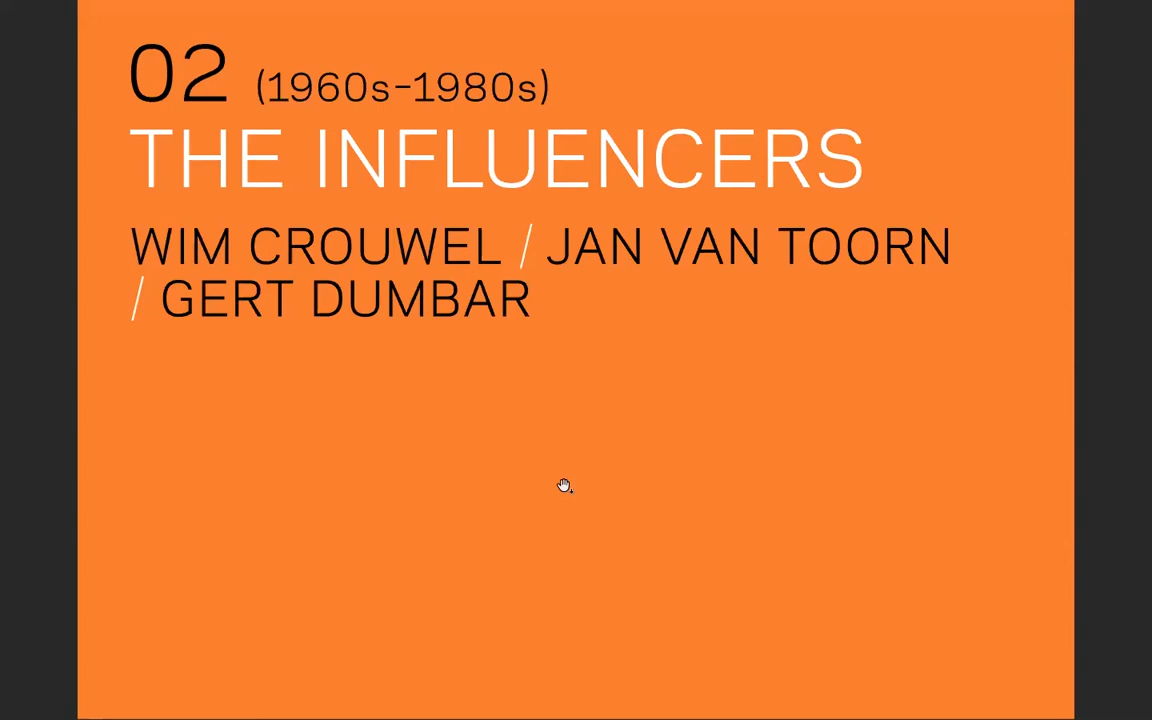 02 (1960s-1980s)
THE INFLUENCERS
WIM CROUWEL / JAN VAN TOORN
/ GERT DUMBAR